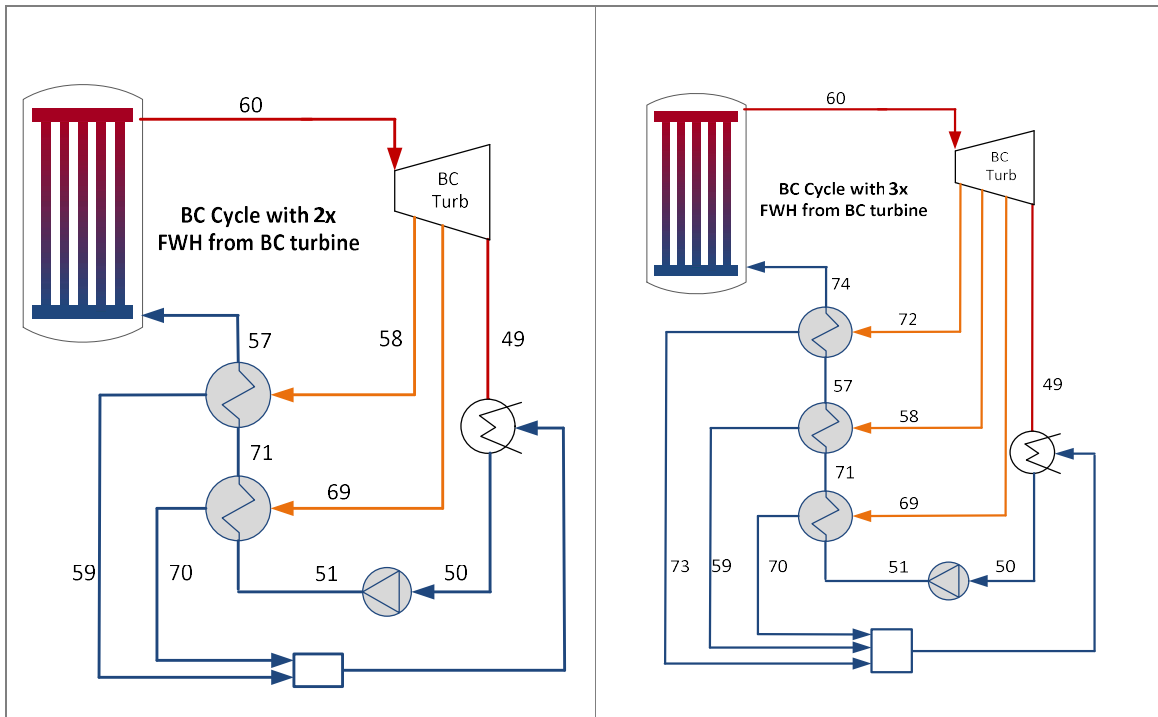 60
BC
Turb
BC Cycle with 2x
FWH from BC turbine
57
58
49
71
69
59
70
51
50
60
BC
Turb
BC Cycle with 3x
FWH from BC turbine
74
72
57
49
58
71
69
73
59
70
51
50